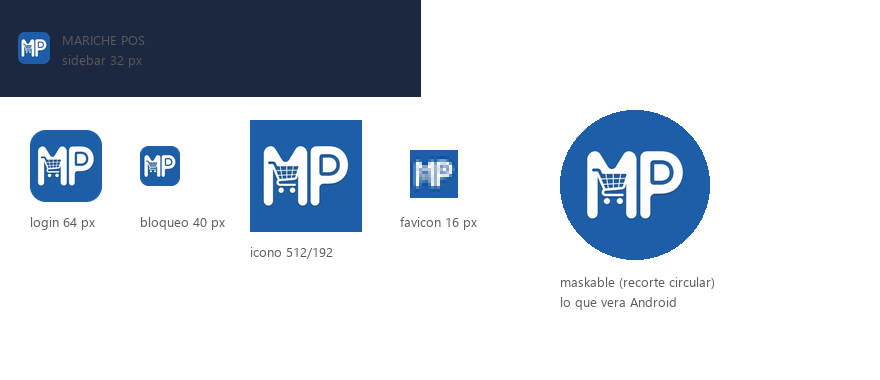 MP
MARICHE POS
sidebar 32 px
MP
login 64 px
MP
bloqueo 40 px
MP
icono 512/192
MP
favicon 16 px
MP
maskable (recorte circular)
lo que vera Android